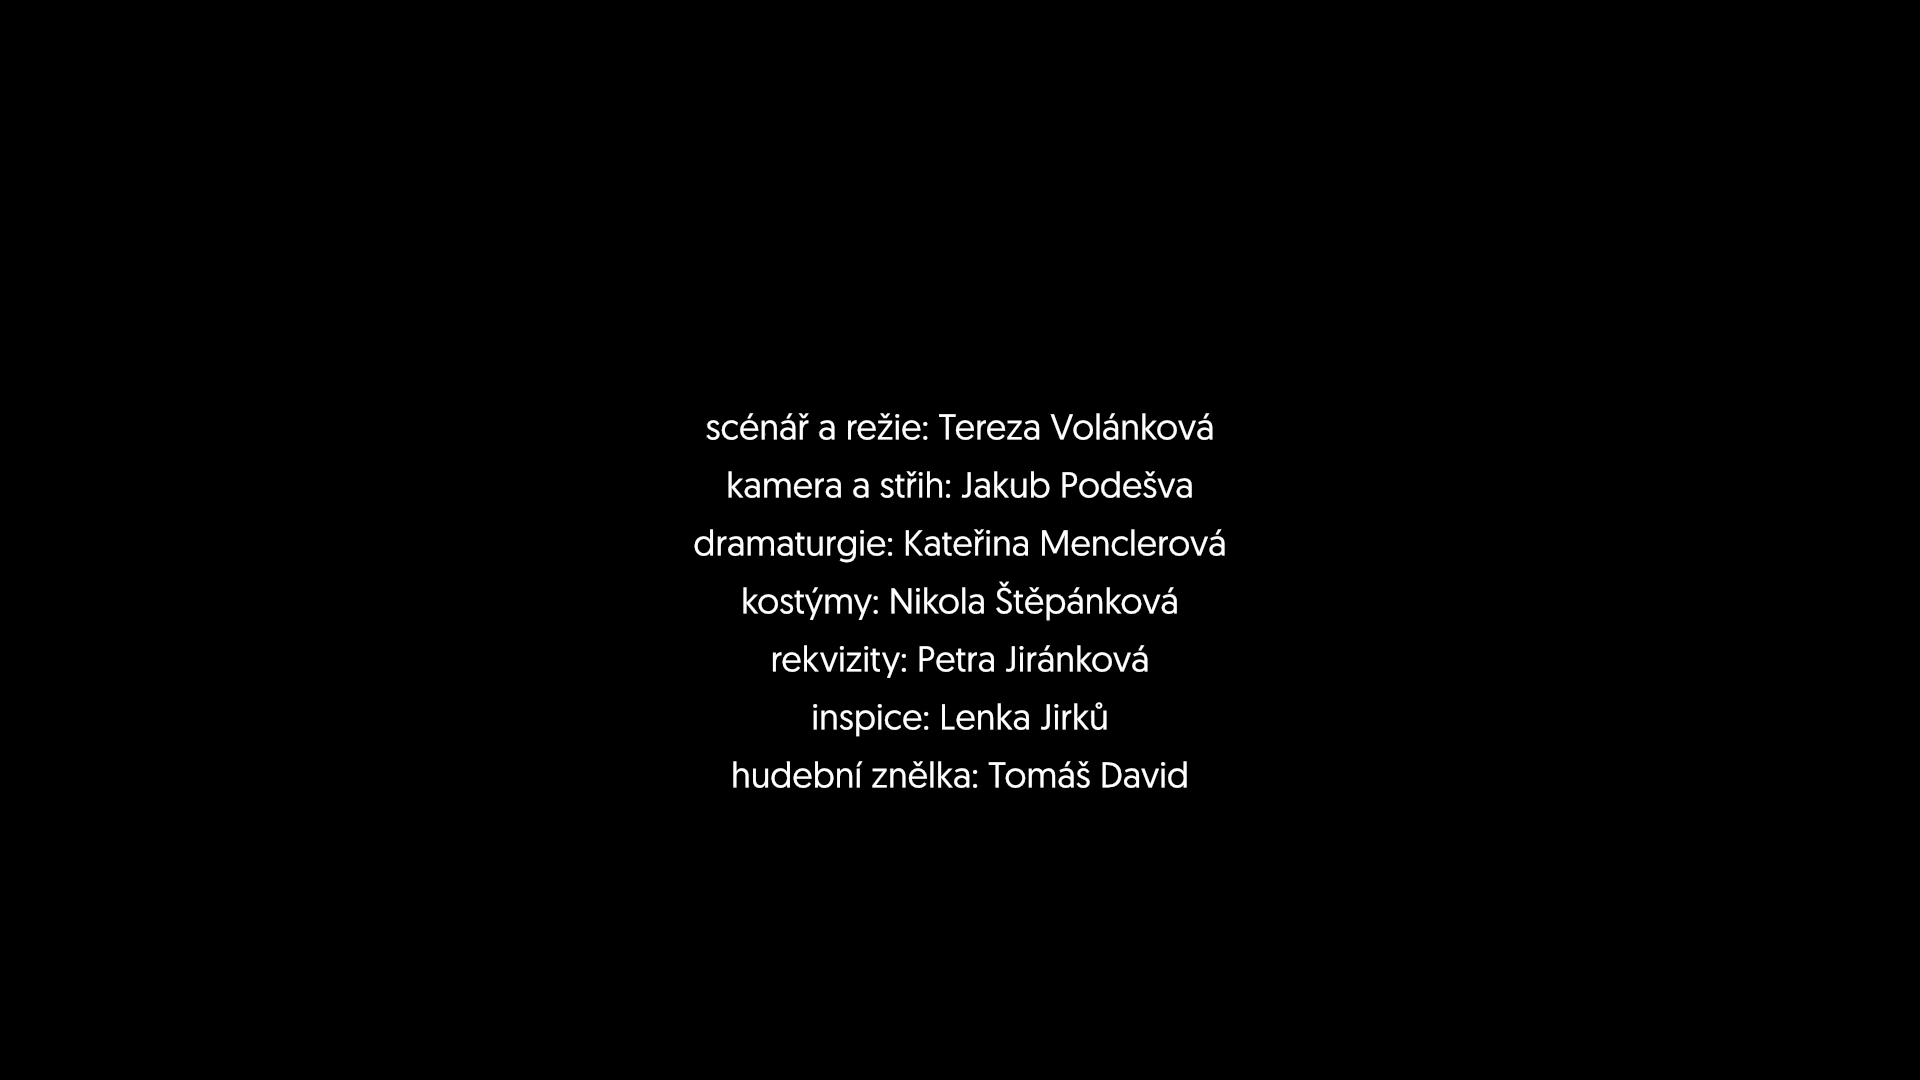 scénář a režie: Tereza Volánková
kamera a střih: Jakub Podešva
dramaturgie: Kateřina Menclerová
kostýmy: Nikola Štěpánková
rekvizity: Petra Jiránková
inspice: Lenka Jirků
hudební znělka: Tomáš David